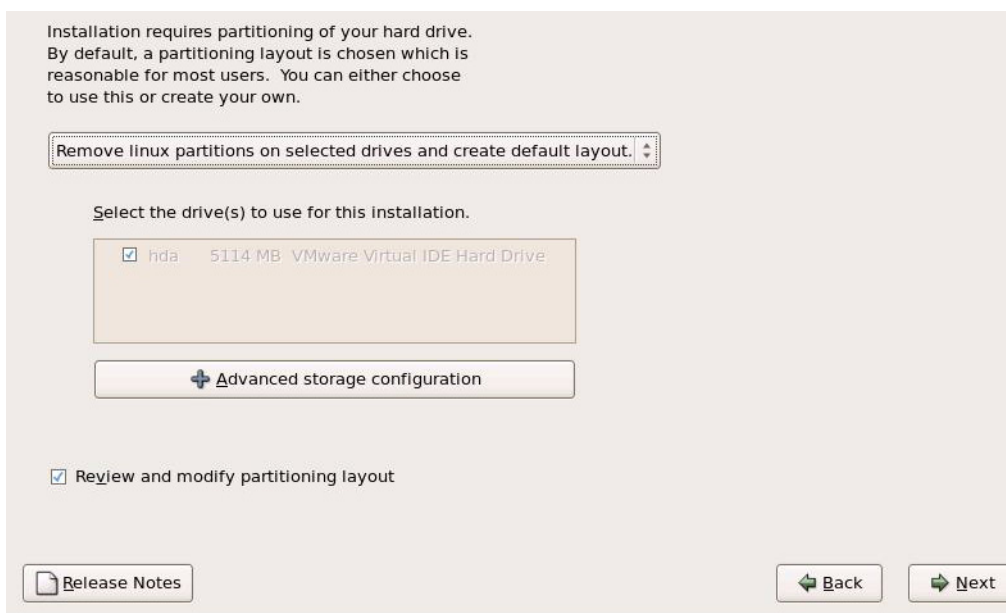 Installation requires partitioning of your hard drive.
By default, a partitioning layout is chosen which is
reasonable for most users.  You can either choose
to use this or create your own.
Remove linux partitions on selected drives and create default layout.
Select the drive(s) to use for this installation.
hda 5114 MB VMware Virtual IDE Hard Drive
Advanced storage configuration
Review and modify partitioning layout
Release Notes
Back
Next